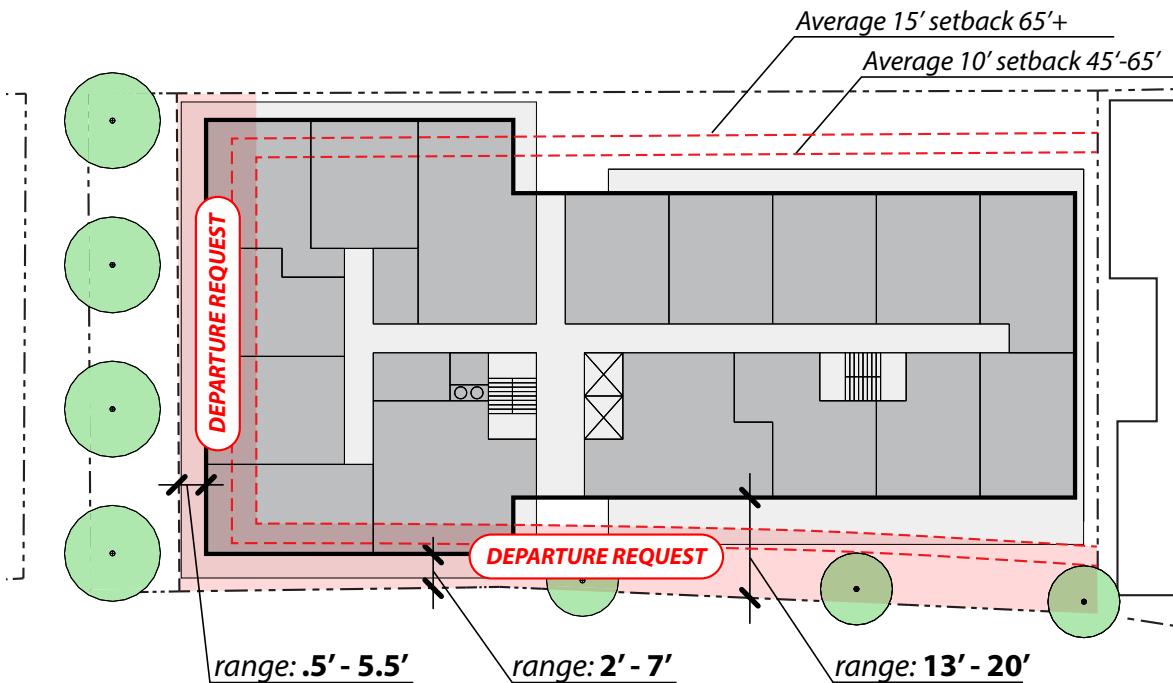 Average 15’ setback 65’+
Average 10’ setback 45‘-65’
DEPARTURE REQUEST
DEPARTURE REQUEST
range: .5’ - 5.5’
range: 2’ - 7’
range: 13’ - 20’